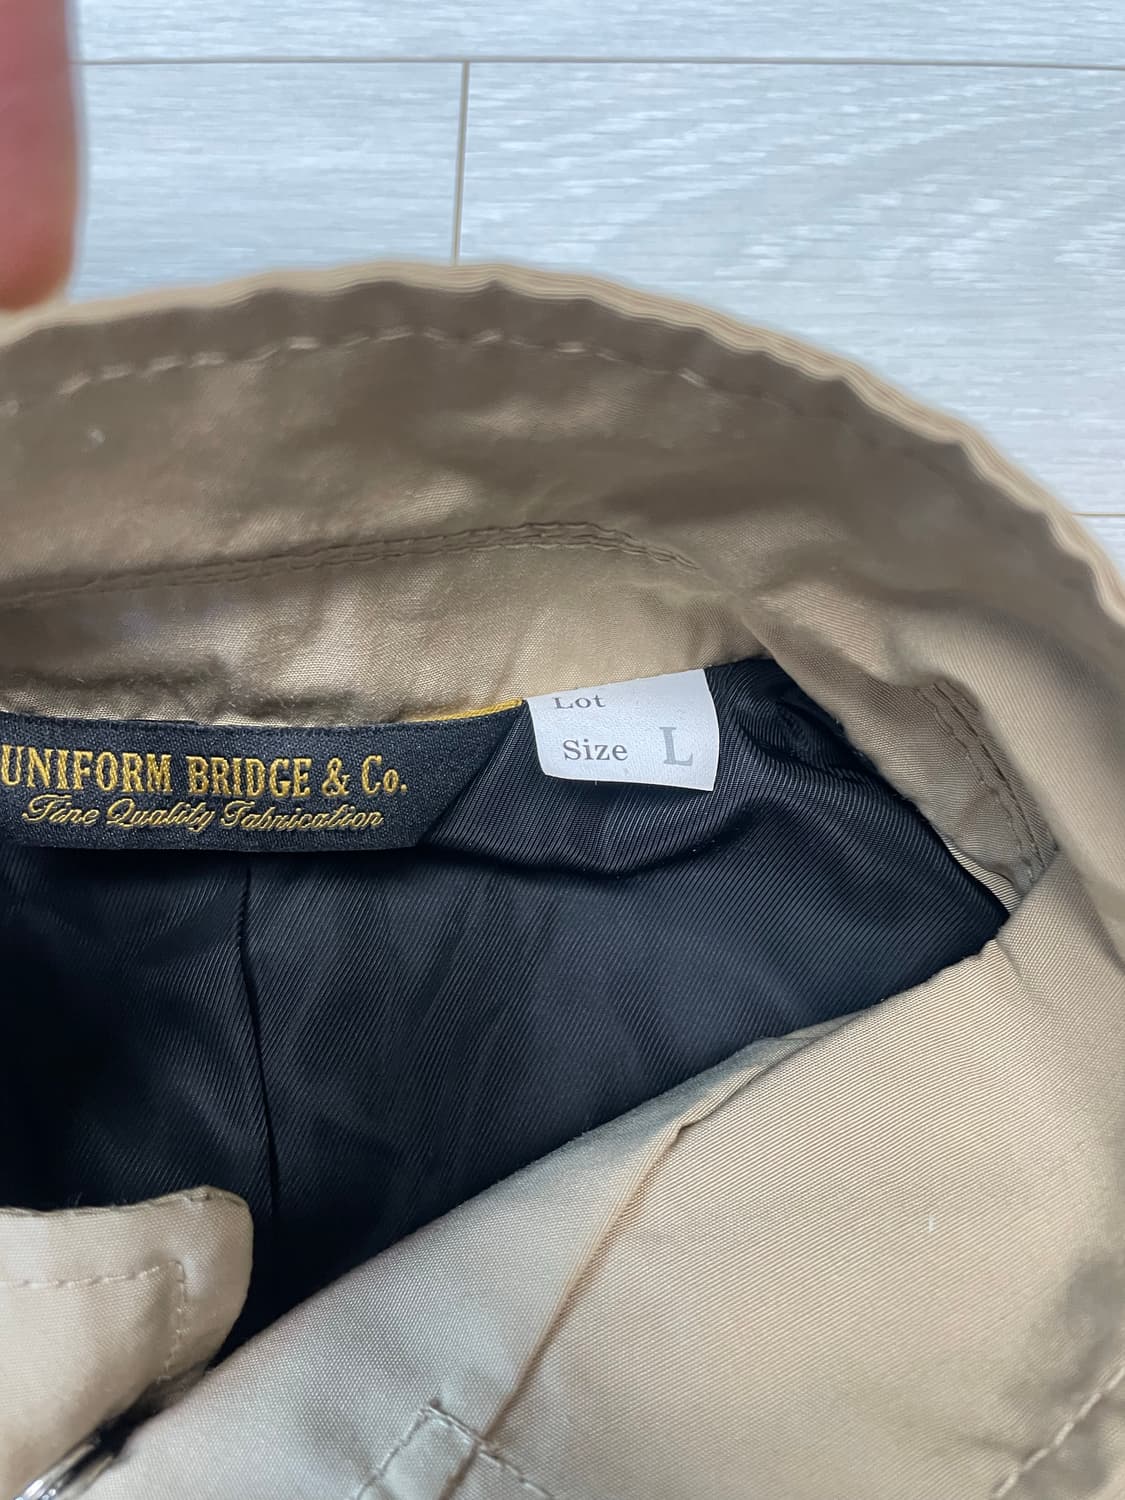 UNIFORM BRIDGE & Co.
Fine Quality Fabrication
Lot
Size L